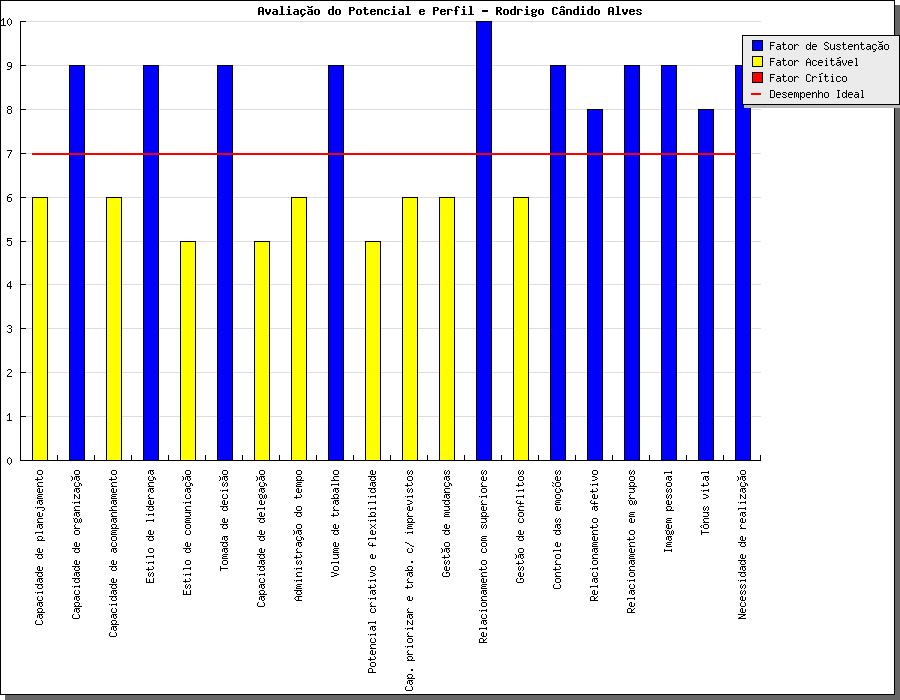 Avaliação do Potencial e Perfil - Rodrigo Cândido Alves
Fator de Sustentação
Fator Aceitável
Fator Crítico
Desempenho Ideal
10
9
8
7
6
5
4
3
2
1
0
Capacidade de planejamento
Capacidade de organização
Capacidade de acompanhamento
Estilo de liderança
Estilo de comunicação
Tomada de decisão
Capacidade de delegação
Administração do tempo
Volume de trabalho
Potencial criativo e flexibilidade
Cap. priorizar e trab. c/ imprevistos
Gestão de mudanças
Relacionamento com superiores
Gestão de conflitos
Controle das emoções
Relacionamento afetivo
Relacionamento em grupos
Imagem pessoal
Tônus vital
Necessidade de realização